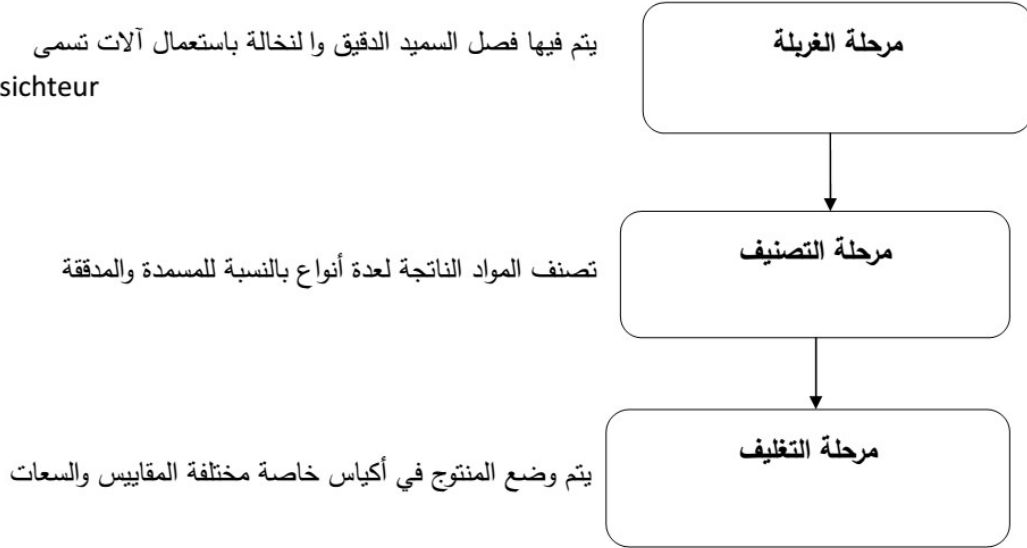 مرحلة الغربلة
يتم فيها فصل السميد الدقيق وا لنخالة باستعمال آلات تسمى
sichteur
مرحلة التصنيف
تصنف المواد الناتجة لعدة أنواع بالنسبة للمسمدة والمدققة
مرحلة التغليف
يتم وضع المنتوج في أكياس خاصة مختلفة المقاييس والسعات